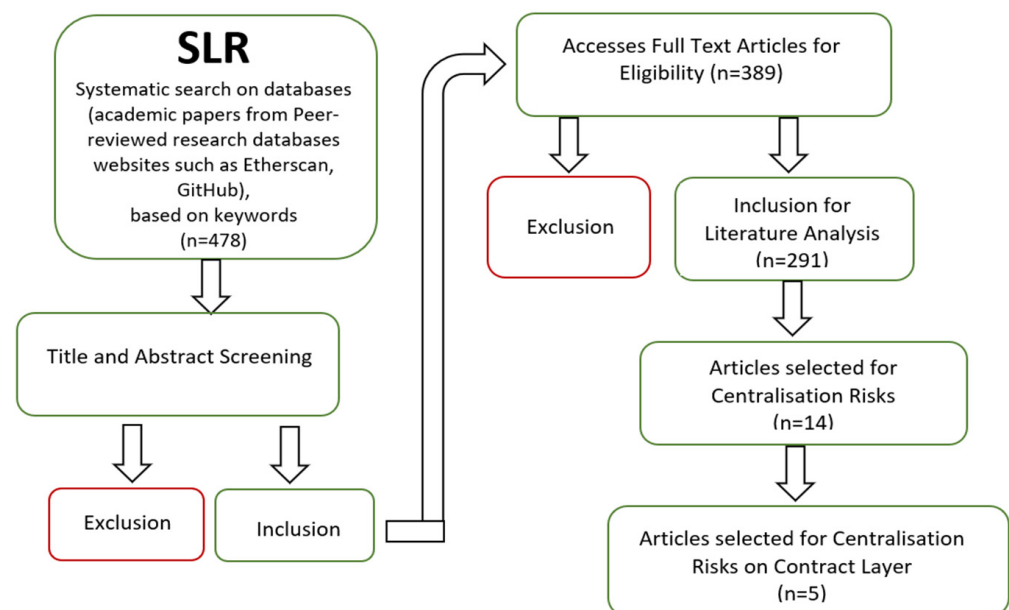 SLR
Systematic search on databases
(academic papers from Peer-
reviewed research databases
websites such as Etherscan,
GitHub),
based on keywords
(n=478)
Title and Abstract Screening
Exclusion
Inclusion
Accesses Full Text Articles for
Eligibility (n=389)
Exclusion
Inclusion for
Literature Analysis
(n=291)
Articles selected for
Centralisation Risks
(n=14)
Articles selected for Centralisation
Risks on Contract Layer
(n=5)